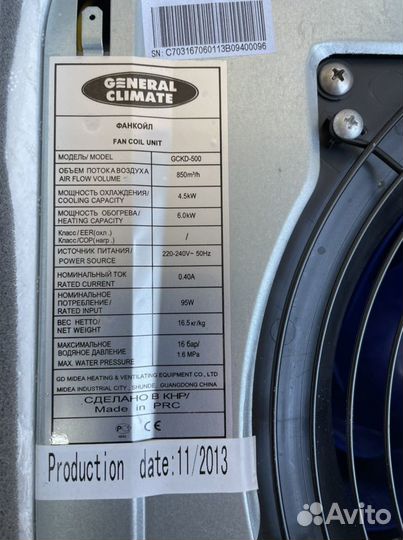 SN: C703167060113B09400096
GENERAL
CLIMATE
ФАНКОЙЛ
FAN COIL UNIT
МОДЕЛЬ/ MODEL GCKD-500
ОБЪЕМ ПОТОКА ВОЗДУХА
AIR FLOW VOLUME 850m³/h
МОЩНОСТЬ ОХЛАЖДЕНИЯ/
COOLING CAPACITY 4.5kW
МОЩНОСТЬ ОБОГРЕВА/
HEATING CAPACITY 6.0kW
Класс/ EER(охл.)
Класс/COP(нагр.) /
ИСТОЧНИК ПИТАНИЯ/
POWER SOURCE 220-240V~ 50Hz
НОМИНАЛЬНЫЙ ТОК
RATED CURRENT 0.40A
НОМИНАЛЬНОЕ
ПОТРЕБЛЕНИЕ/
RATED INPUT 95W
ВЕС НЕТТО/
NET WEIGHT 16.5кг/kg
МАКСИМАЛЬНОЕ
ВОДЯНОЕ ДАВЛЕНИЕ
MAX. WATER PRESSURE
16 бар/
1.6 MPa
GD MIDEA HEATING & VENTILATING EQUIPMENT CO., LTD
MIDEA INDUSTRIAL CITY, SHUNDE, GUANGDONG CHINA
СДЕЛАНО В КНР/
Made in PRC
CE
Production date:11/2013
Avito